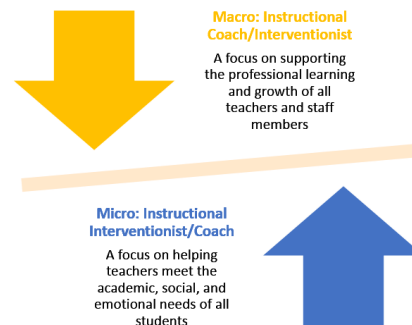 Macro: Instructional
Coach/Interventionist
A focus on supporting
the professional learning
and growth of all
teachers and staff
members
Micro: Instructional
Interventionist/Coach
A focus on helping
teachers meet the
academic, social, and
emotional needs of all
students